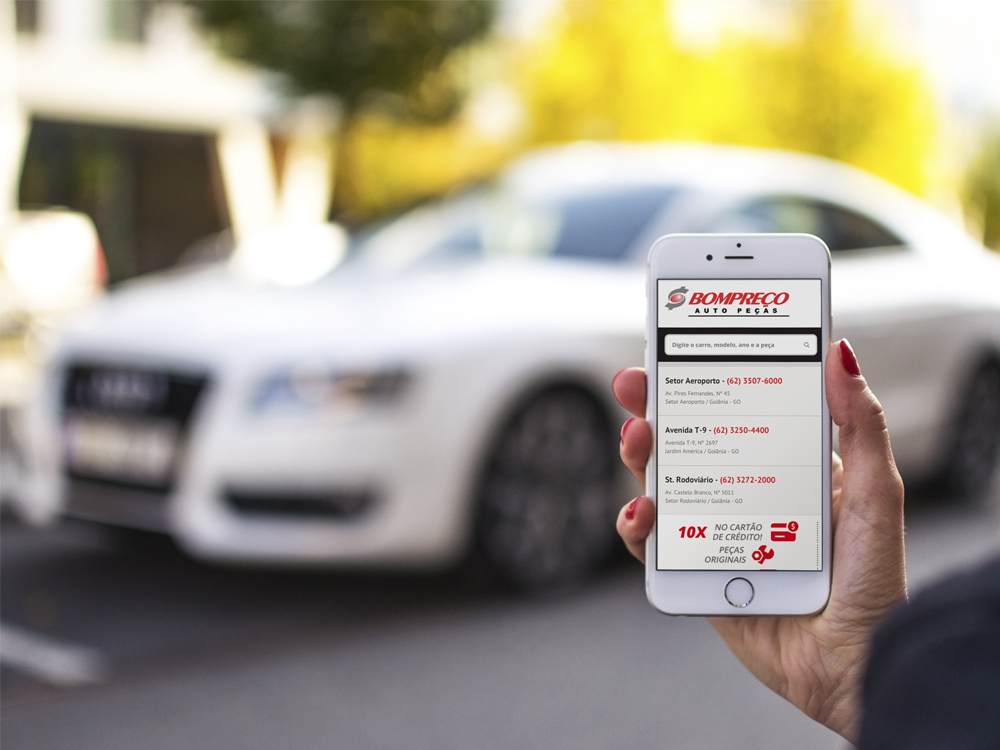 BOMPREÇO
AUTO PEÇAS
Digite o carro, modelo, ano e a peça
Setor Aeroporto - (62) 3507-6000
Av. Pires Fernandes, Nº 45
Setor Aeroporto / Goiânia - GO
Avenida T-9 - (62) 3250-4400
Avenida T-9, Nº 2697
Jardim América / Goiânia - GO
St. Rodoviário - (62) 3272-2000
Av. Castelo Branco, Nº 5011
Setor Rodoviário / Goiânia - GO
10X NO CARTÃO
DE CRÉDITO!
PEÇAS
ORIGINAIS